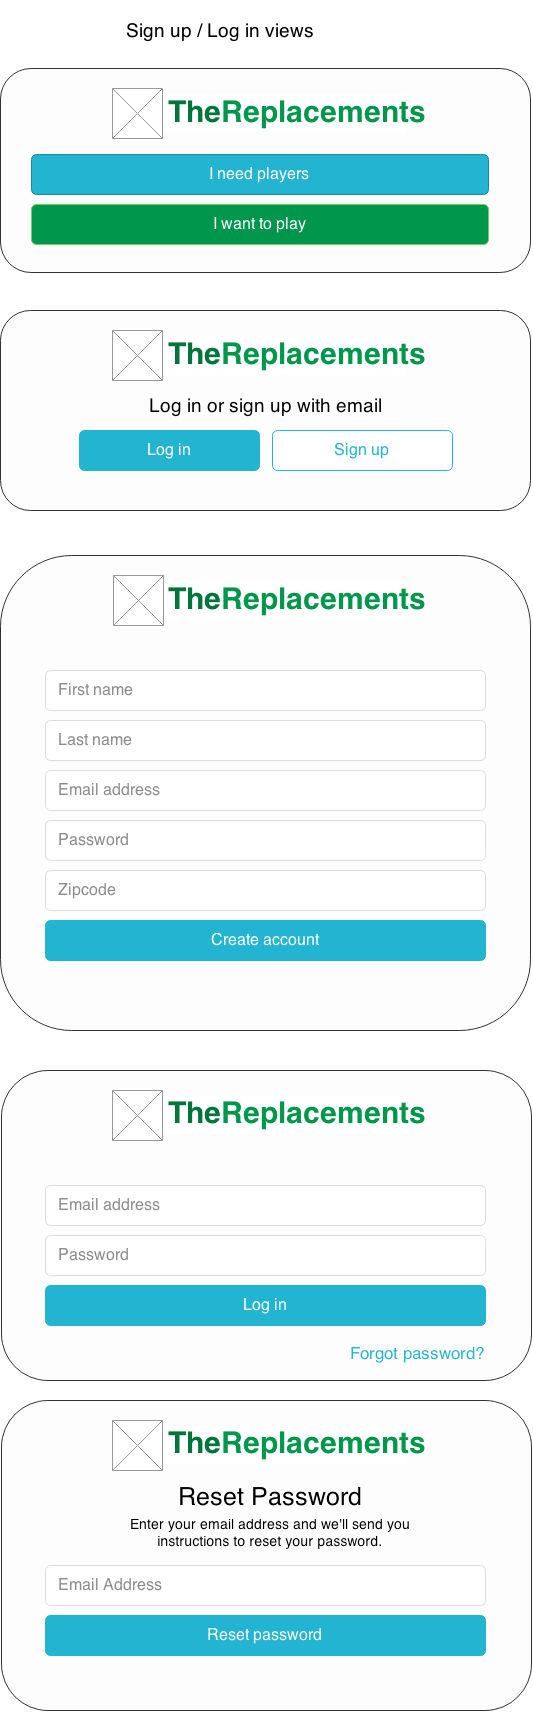 Sign up / Log in views
TheReplacements
I need players
I want to play
TheReplacements
Log in or sign up with email
Log in
Sign up
TheReplacements
First name
Last name
Email address
Password
Zipcode
Create account
TheReplacements
Email address
Password
Log in
Forgot password?
TheReplacements
Reset Password
Enter your email address and we'll send you
instructions to reset your password.
Email Address
Reset password